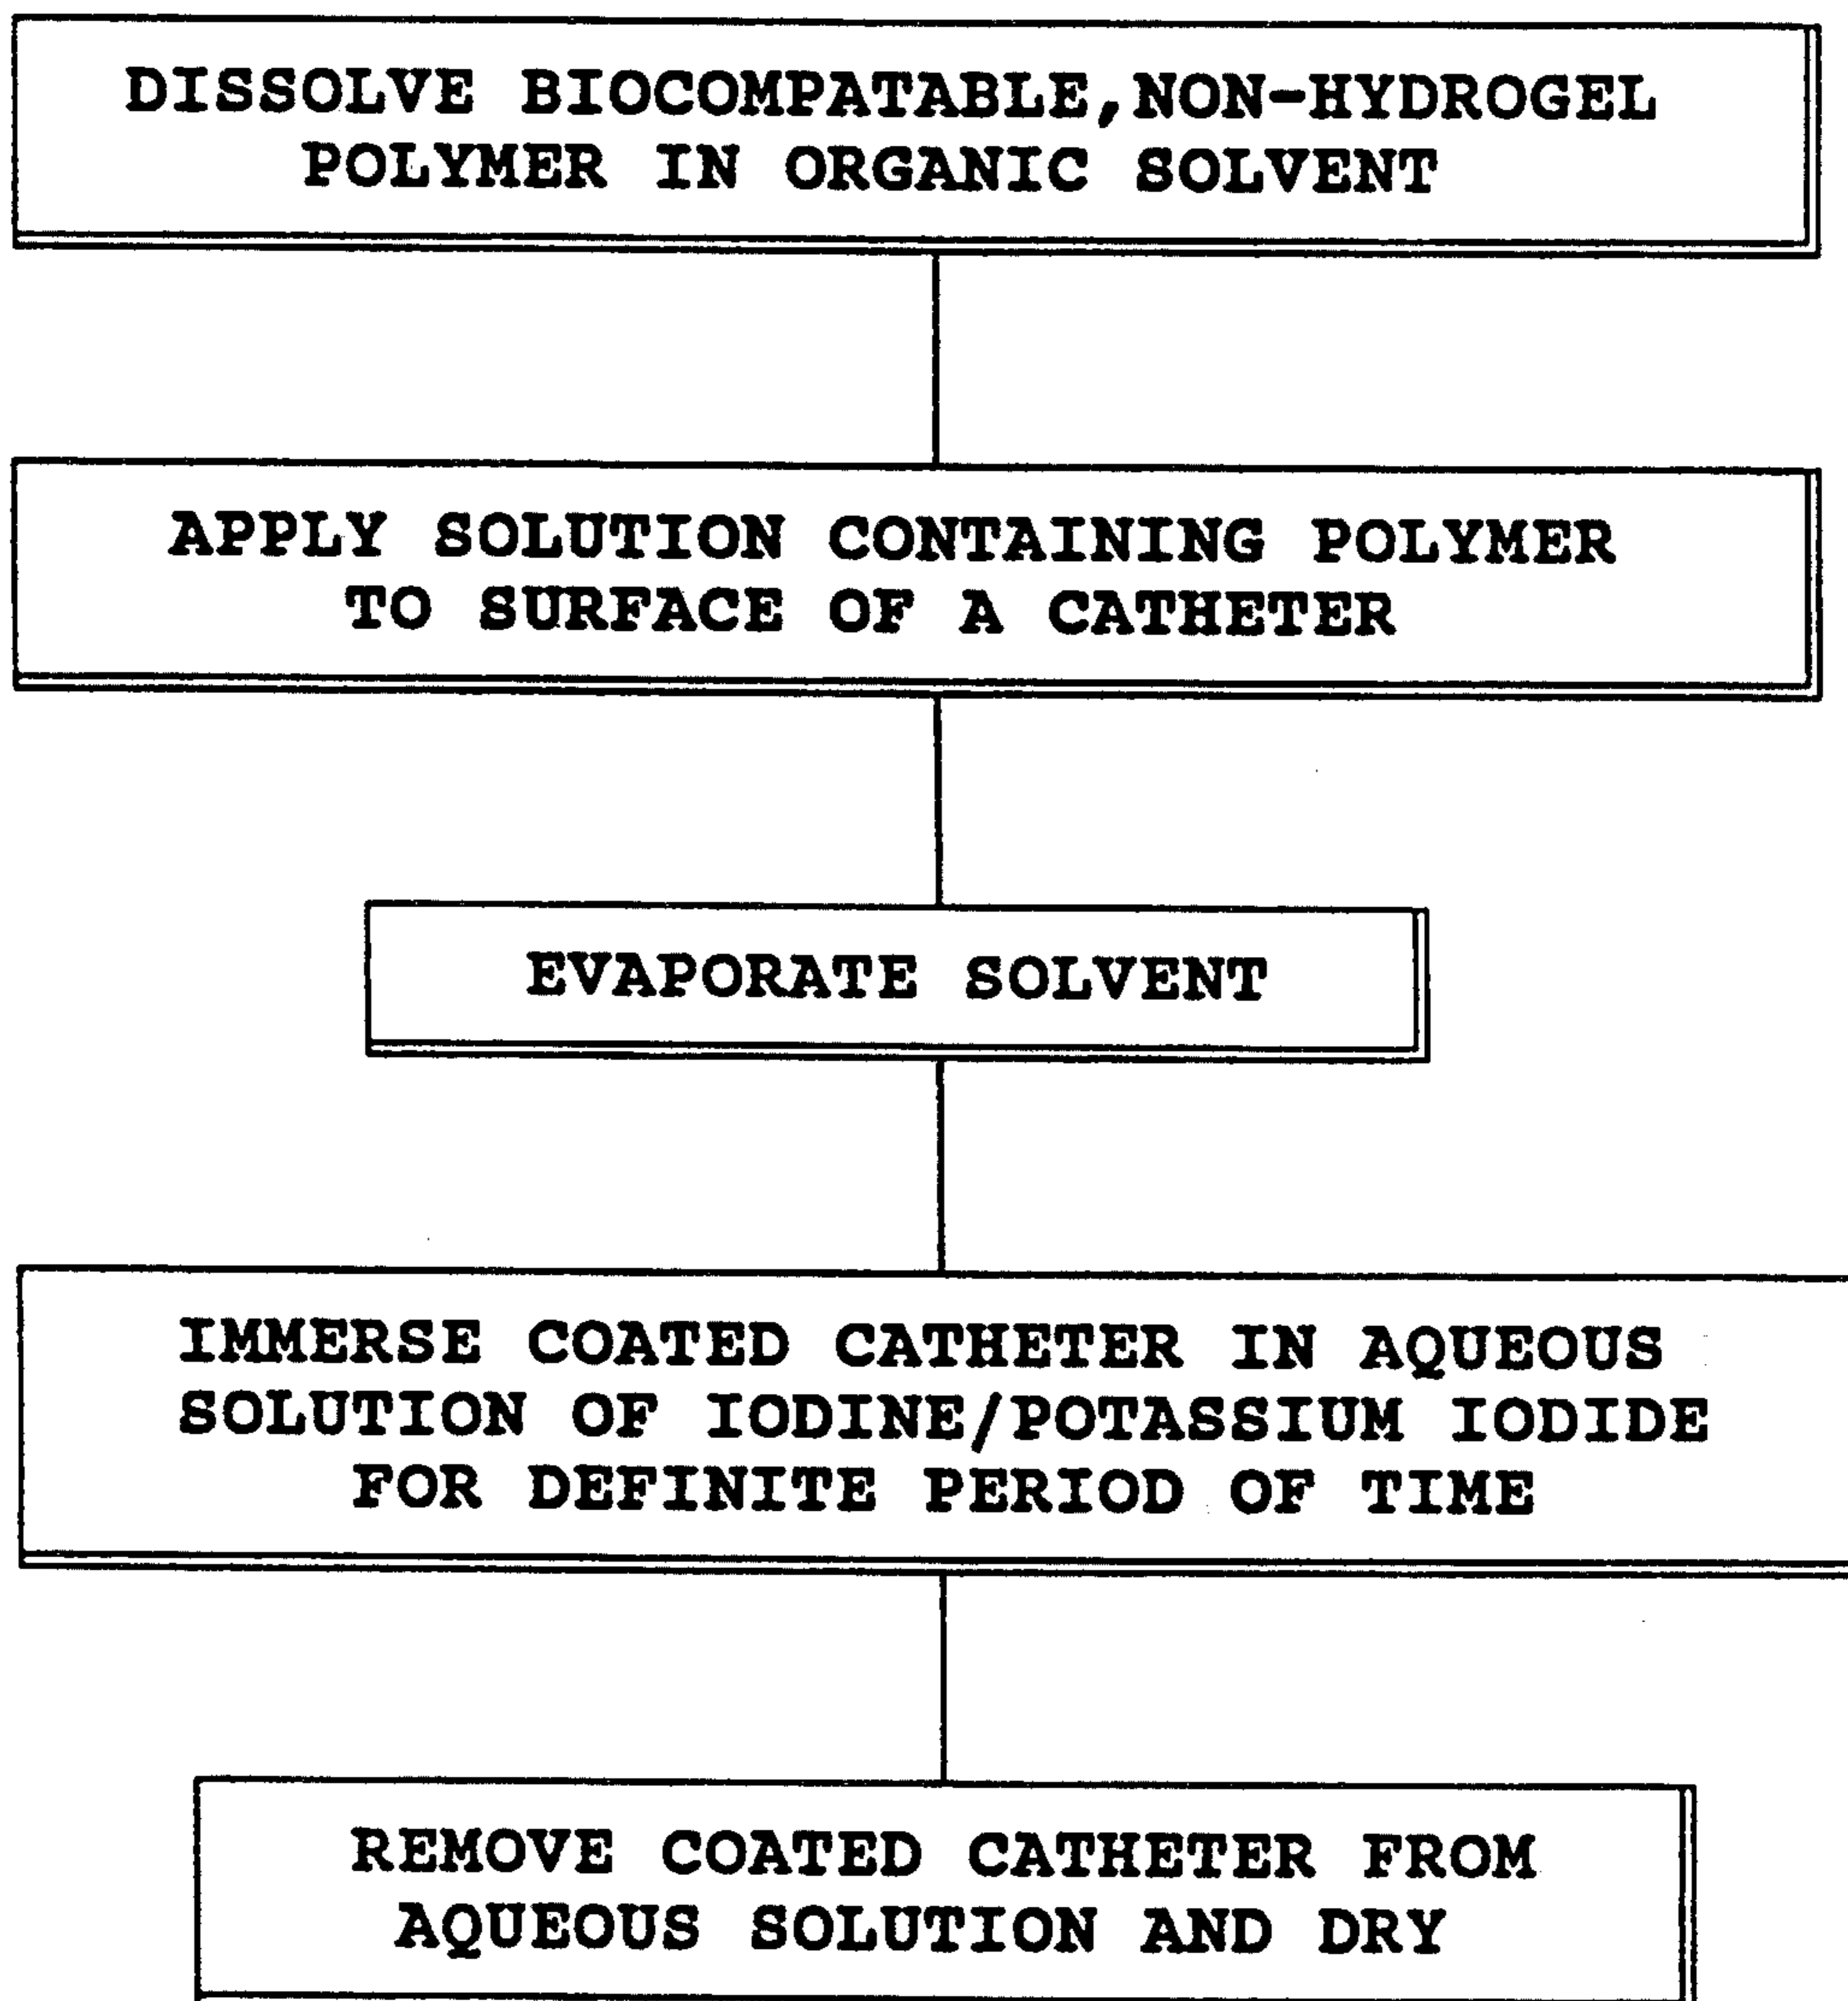 DISSOLVE BIOCOMPATABLE,NON-HYDROGEL
POLYMER IN ORGANIC SOLVENT
APPLY SOLUTION CONTAINING POLYMER
TO SURFACE OF A CATHETER
EVAPORATE SOLVENT
IMMERSE COATED CATHETER IN AQUEOUS
SOLUTION OF IODINE/POTASSIUM IODIDE
FOR DEFINITE PERIOD OF TIME
REMOVE COATED CATHETER FROM
AQUEOUS SOLUTION AND DRY